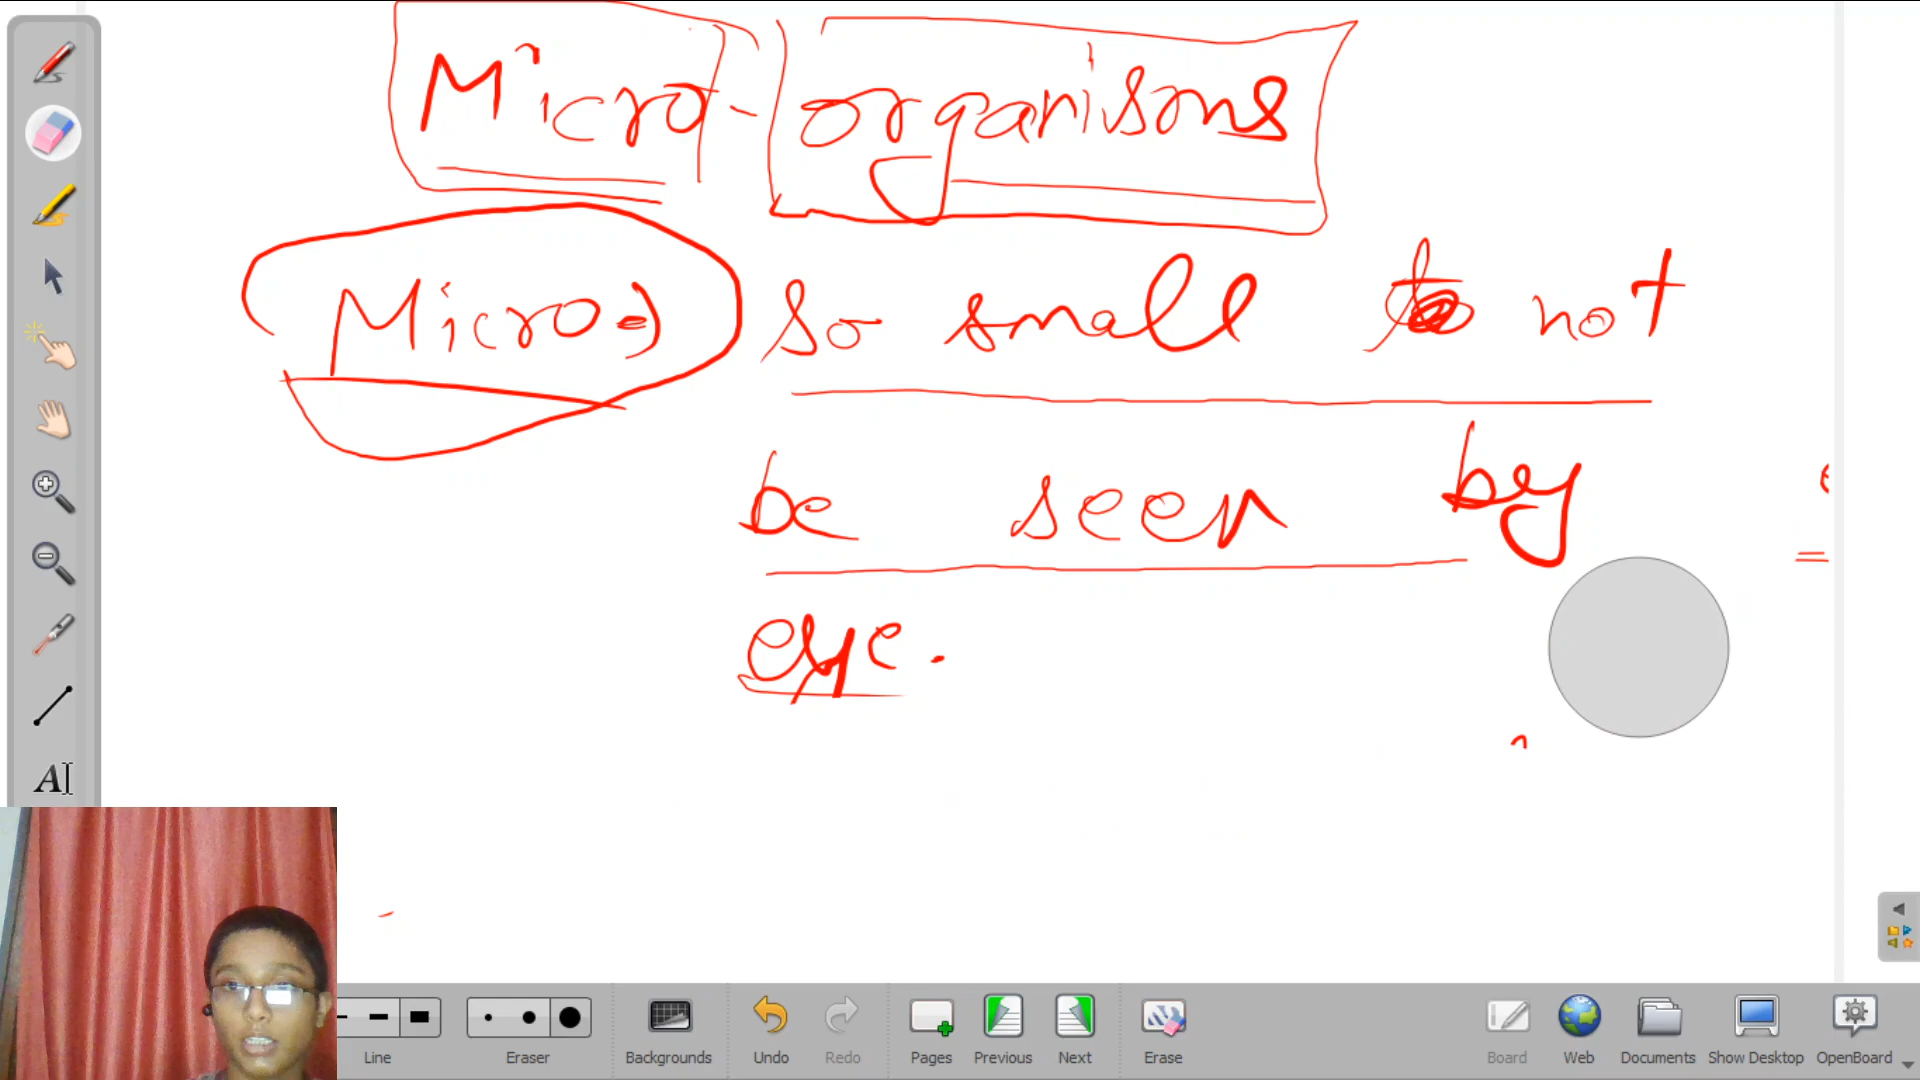 Micro-organisms
Micro⇒ So small not
be seen by
eye.
Line
Eraser
Backgrounds
Undo
Redo
Pages
Previous
Next
Erase
Board
Web
Documents
Show Desktop
OpenBoard